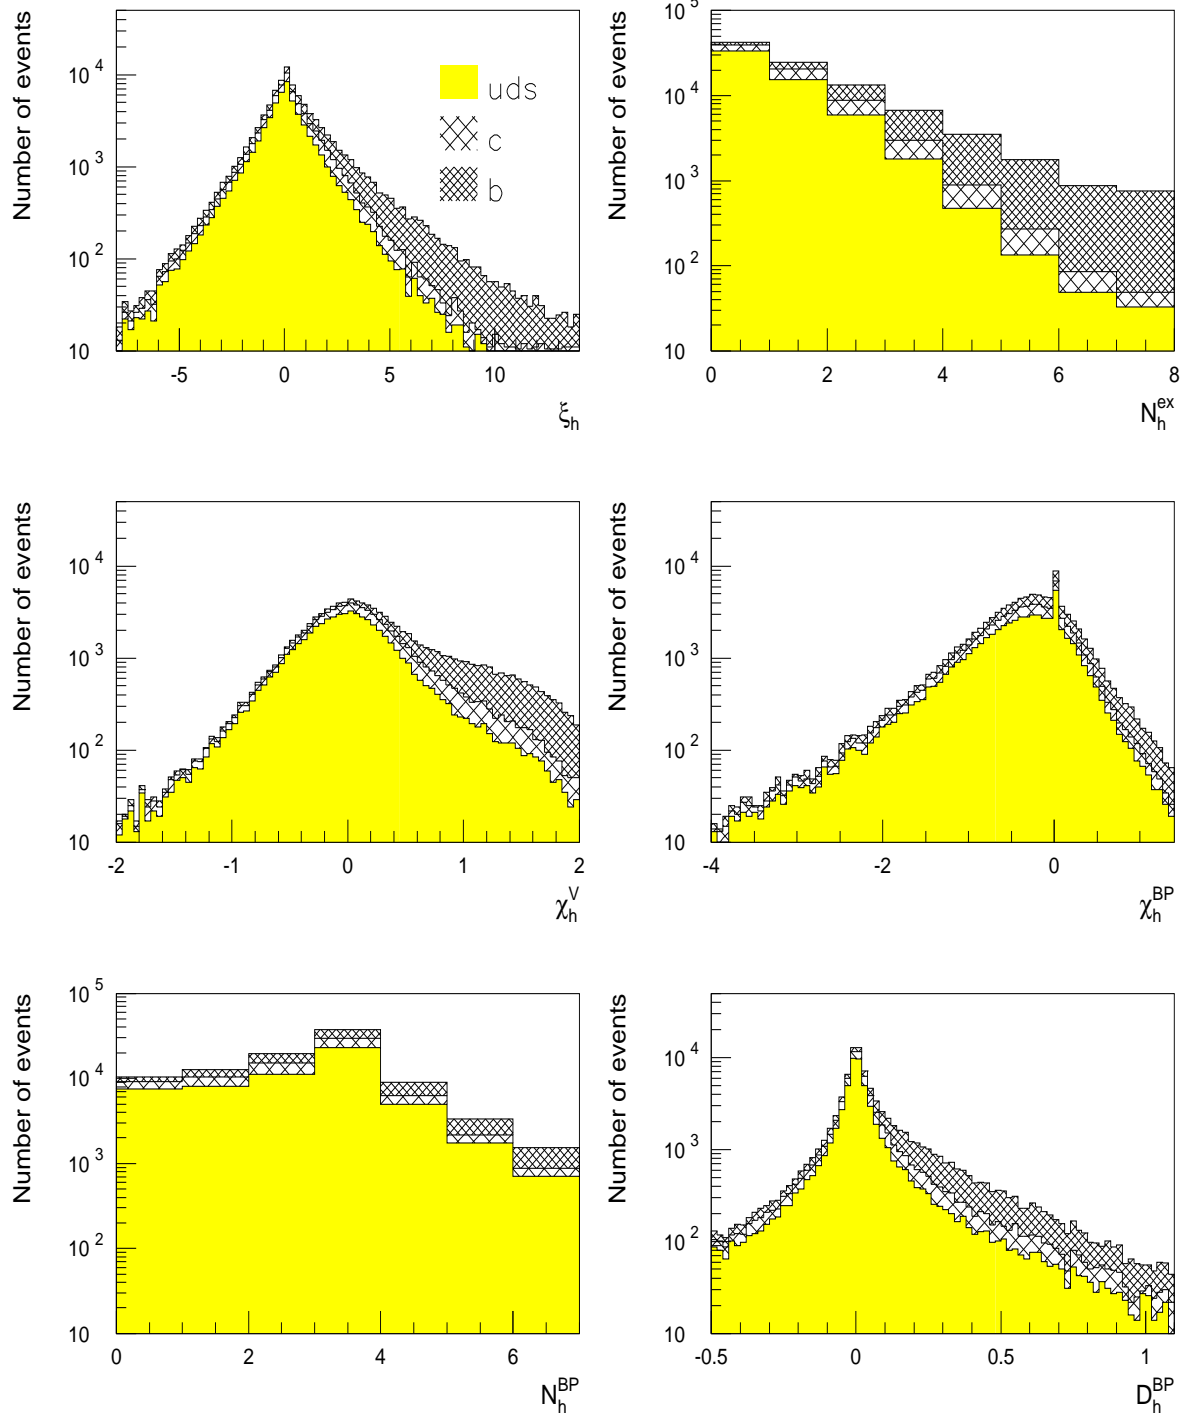 Number of events
10^4
10^3
10^2
10
-5 0 5 10
ξ_h
uds
c
b
Number of events
10^5
10^4
10^3
10^2
10
0 2 4 6 8
N_h^ex
Number of events
10^4
10^3
10^2
10
-2 -1 0 1 2
χ_h^V
Number of events
10^4
10^3
10^2
10
-4 -2 0
χ_h^BP
Number of events
10^5
10^4
10^3
10^2
10
0 2 4 6
N_h^BP
Number of events
10^4
10^3
10^2
10
-0.5 0 0.5 1
D_h^BP